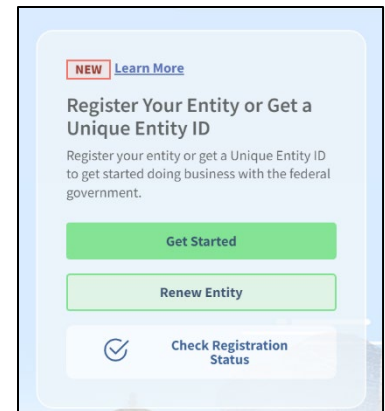 NEW Learn More
Register Your Entity or Get a
Unique Entity ID
Register your entity or get a Unique Entity ID
to get started doing business with the federal
government.
Get Started
Renew Entity
Check Registration
Status